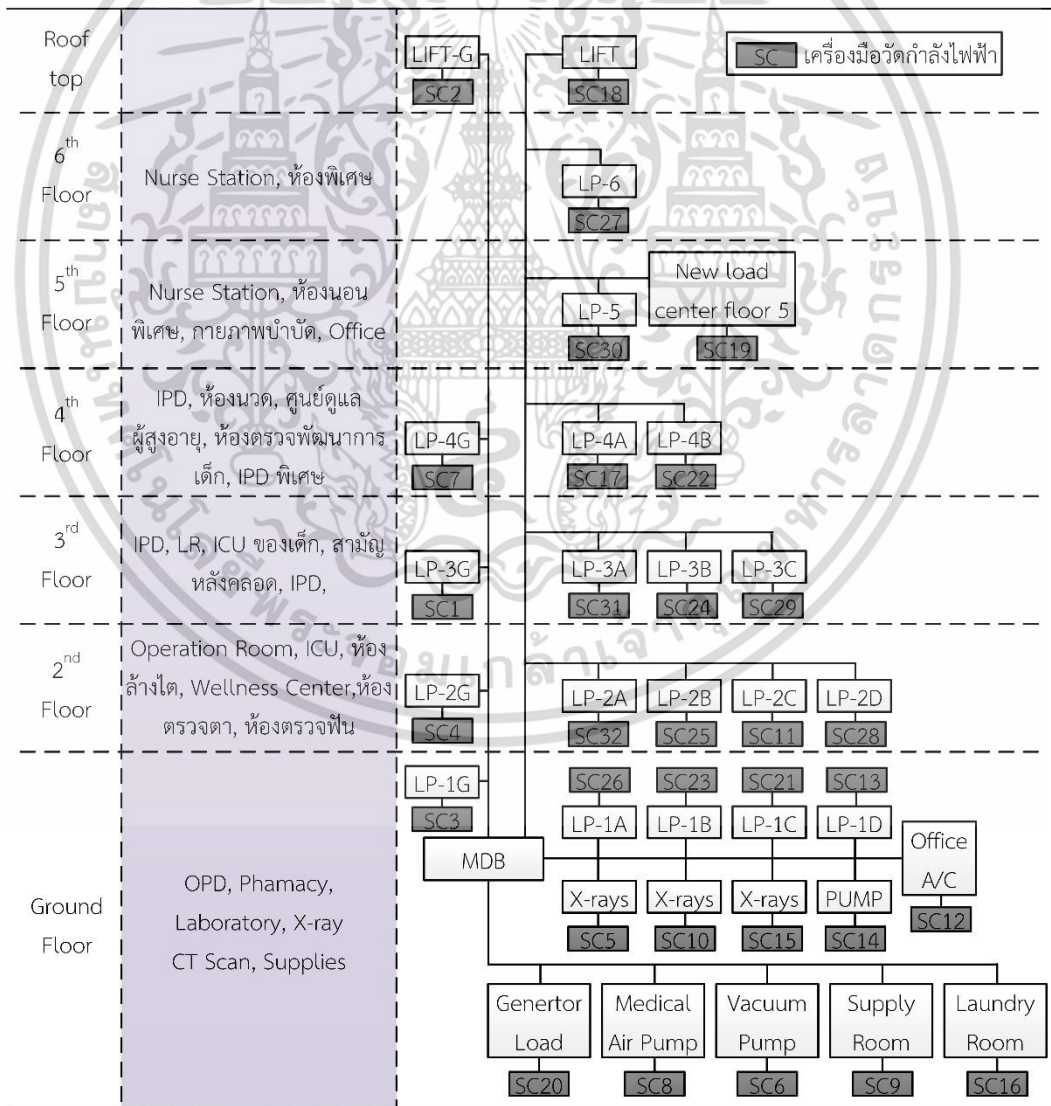 Roof
top
LIFT-G
SC2
LIFT
SC18
SC เครื่องมือวัดกำลังไฟฟ้า
6th
Floor
Nurse Station, ห้องพิเศษ
LP-6
SC27
5th
Floor
Nurse Station, ห้องนอน
พิเศษ, กายภาพบำบัด, Office
LP-5
SC30
New load
center floor 5
SC19
4th
Floor
IPD, ห้องนวด, ศูนย์ดูแล
ผู้สูงอายุ, ห้องตรวจพัฒนาการ
เด็ก, IPD พิเศษ
LP-4G
SC7
LP-4A
SC17
LP-4B
SC22
3rd
Floor
IPD, LR, ICU ของเด็ก, สามัญ
หลังคลอด, IPD,
LP-3G
SC1
LP-3A
SC31
LP-3B
SC24
LP-3C
SC29
2nd
Floor
Operation Room, ICU, ห้อง
ล้างไต, Wellness Center,ห้อง
ตรวจตา, ห้องตรวจฟัน
LP-2G
SC4
LP-2A
SC32
LP-2B
SC25
LP-2C
SC11
LP-2D
SC28
Ground
Floor
OPD, Phamacy,
Laboratory, X-ray
CT Scan, Supplies
LP-1G
SC3
MDB
SC26
LP-1A
SC23
LP-1B
SC21
LP-1C
SC13
LP-1D
X-rays
SC5
X-rays
SC10
X-rays
SC15
PUMP
SC14
Office
A/C
SC12
Genertor
Load
SC20
Medical
Air Pump
SC8
Vacuum
Pump
SC6
Supply
Room
SC9
Laundry
Room
SC16